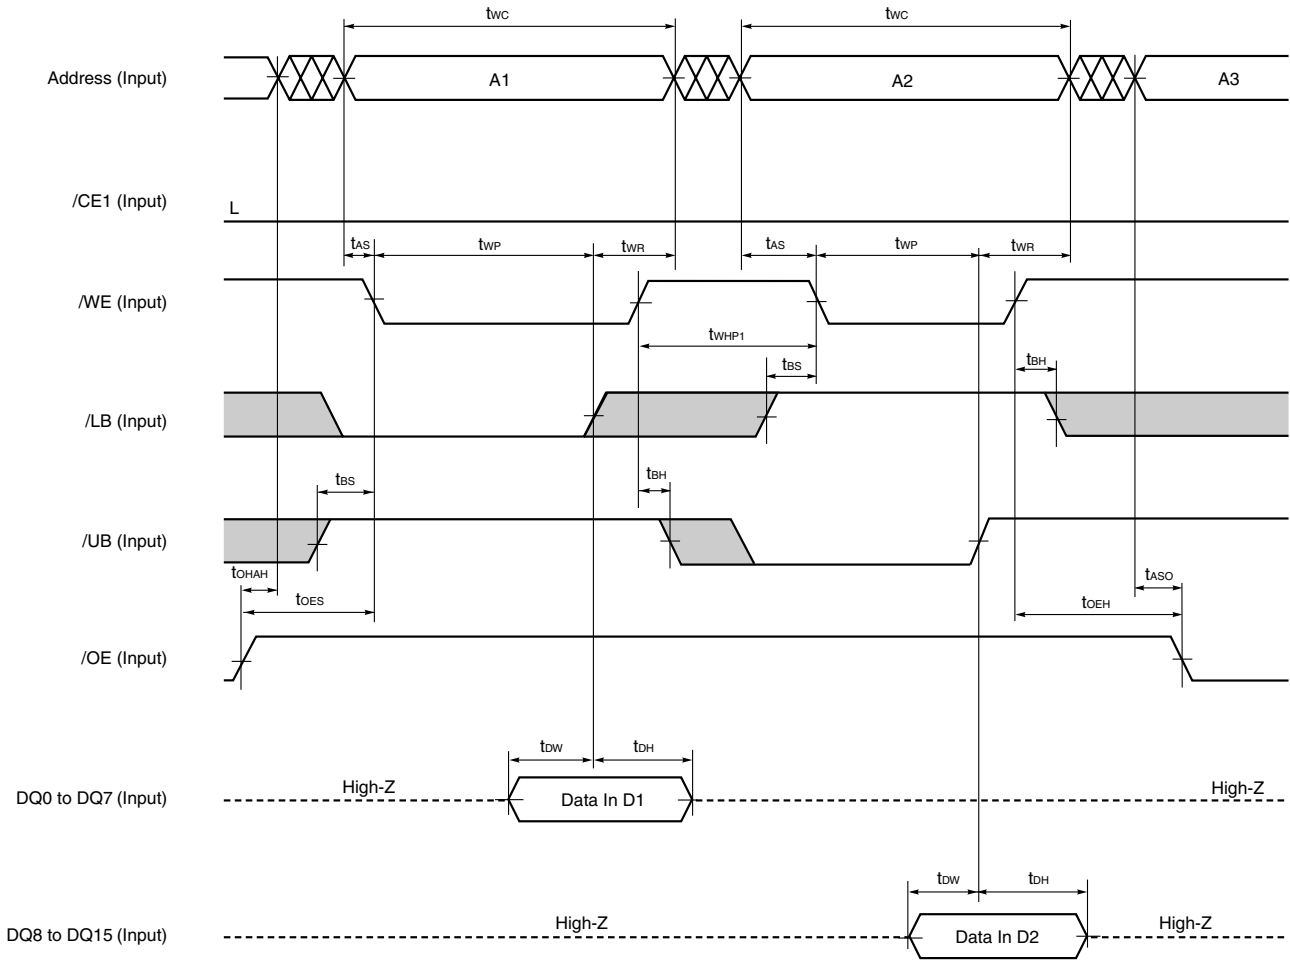 tWC tWC
Address (Input) A1 A2 A3
/CE1 (Input) L
tAS tWP tWR tAS tWP tWR
/WE (Input)
tWHP1
tBS tBH
/LB (Input)
tBS tBH
/UB (Input)
tOHAH tASO
tOES tOEH
/OE (Input)
tDW tDH
DQ0 to DQ7 (Input) High-Z Data In D1 High-Z
tDW tDH
DQ8 to DQ15 (Input) High-Z Data In D2 High-Z